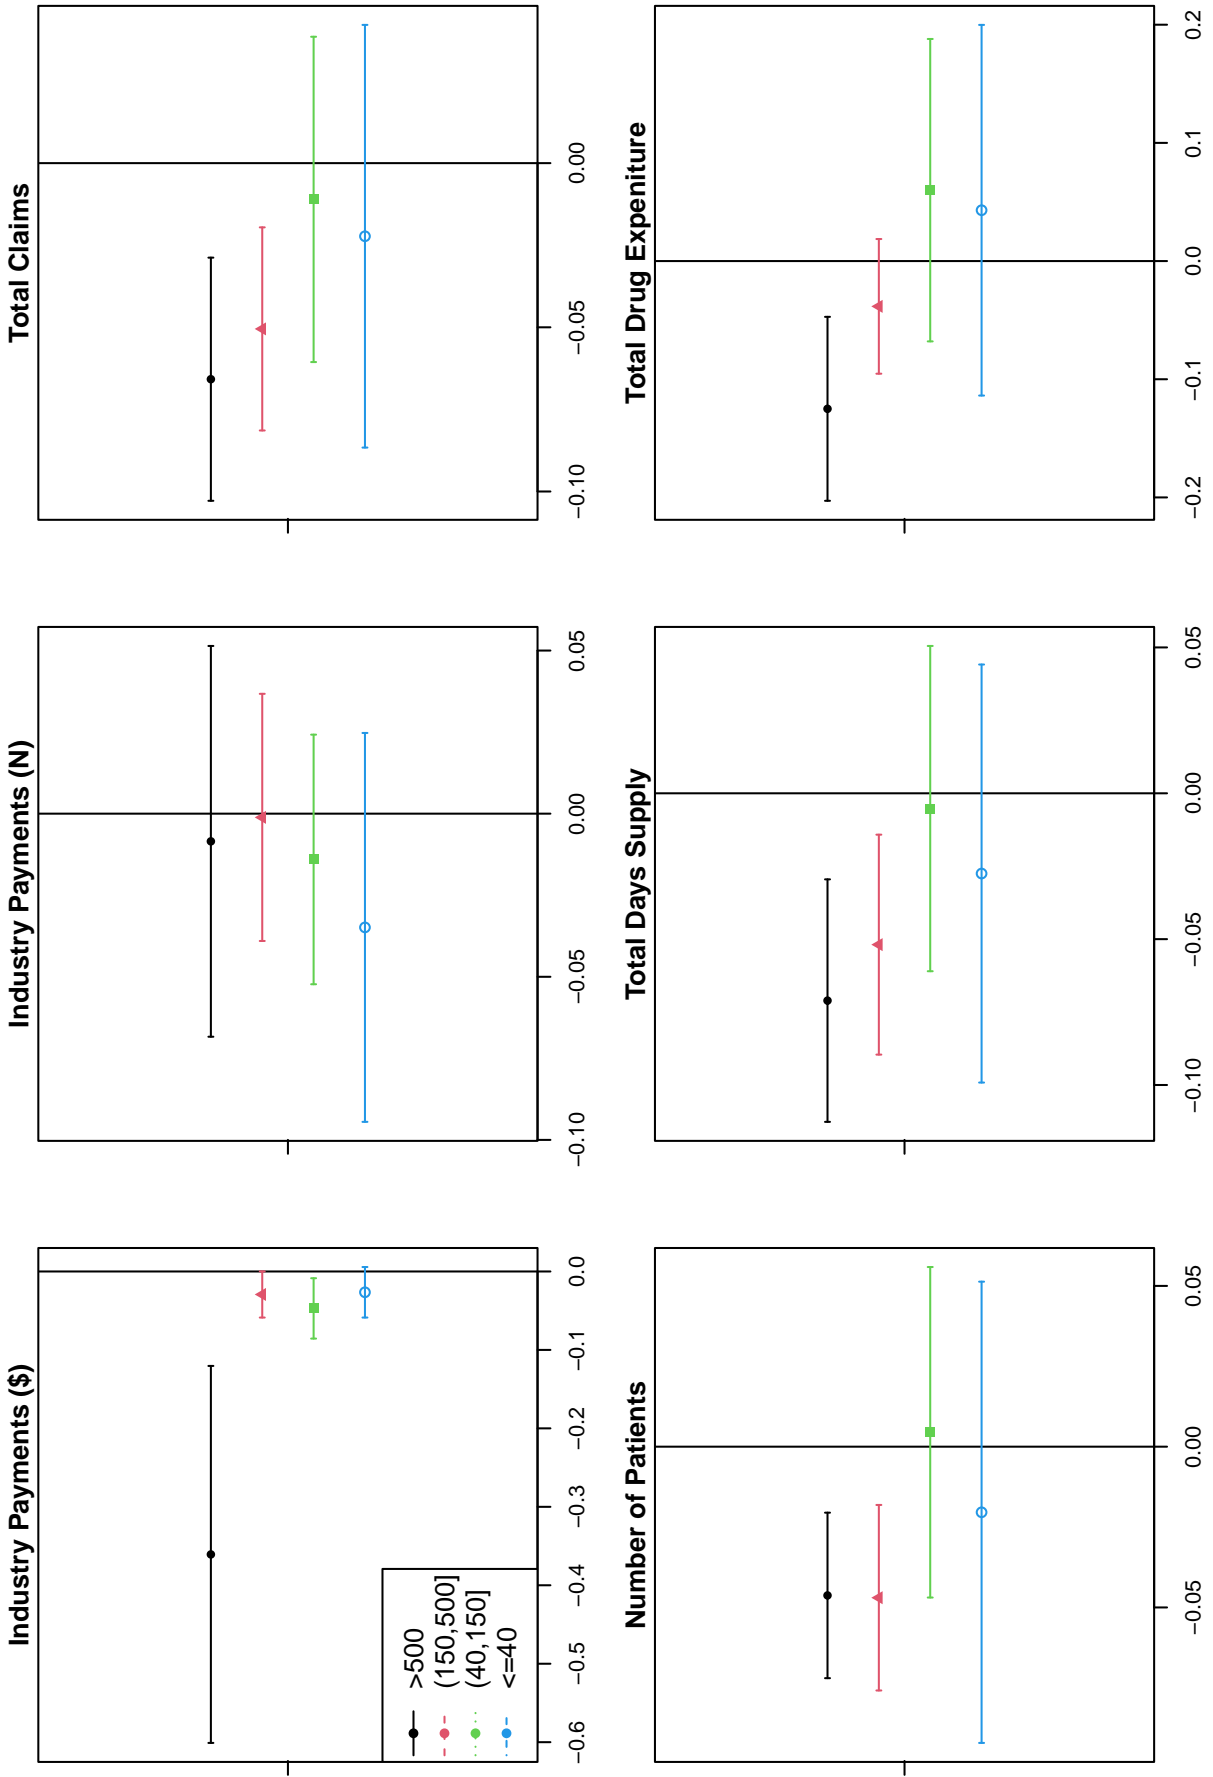 Industry Payments ($)
>500
(150,500]
(40,150]
<=40
−0.6 −0.5 −0.4 −0.3 −0.2 −0.1 0.0
Industry Payments (N)
−0.10 −0.05 0.00 0.05
Total Claims
−0.10 −0.05 0.00
Number of Patients
−0.05 0.00 0.05
Total Days Supply
−0.10 −0.05 0.00 0.05
Total Drug Expeniture
−0.2 −0.1 0.0 0.1 0.2